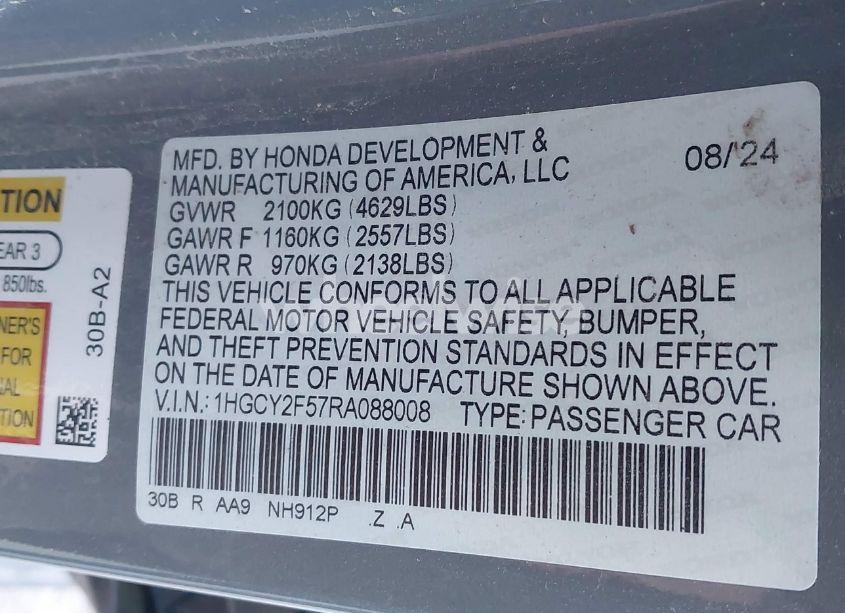 MFD. BY HONDA DEVELOPMENT &
MANUFACTURING OF AMERICA, LLC
08/24
GVWR 2100KG (4629LBS)
GAWR F 1160KG (2557LBS)
GAWR R 970KG (2138LBS)
THIS VEHICLE CONFORMS TO ALL APPLICABLE
FEDERAL MOTOR VEHICLE SAFETY, BUMPER,
AND THEFT PREVENTION STANDARDS IN EFFECT
ON THE DATE OF MANUFACTURE SHOWN ABOVE.
V.I.N.: 1HGCY2F57RA088008 TYPE: PASSENGER CAR
30B R AA9 NH912P .Z .A
TION
EAR 3
850lbs.
NER'S
FOR
AL
TION
30B-A2